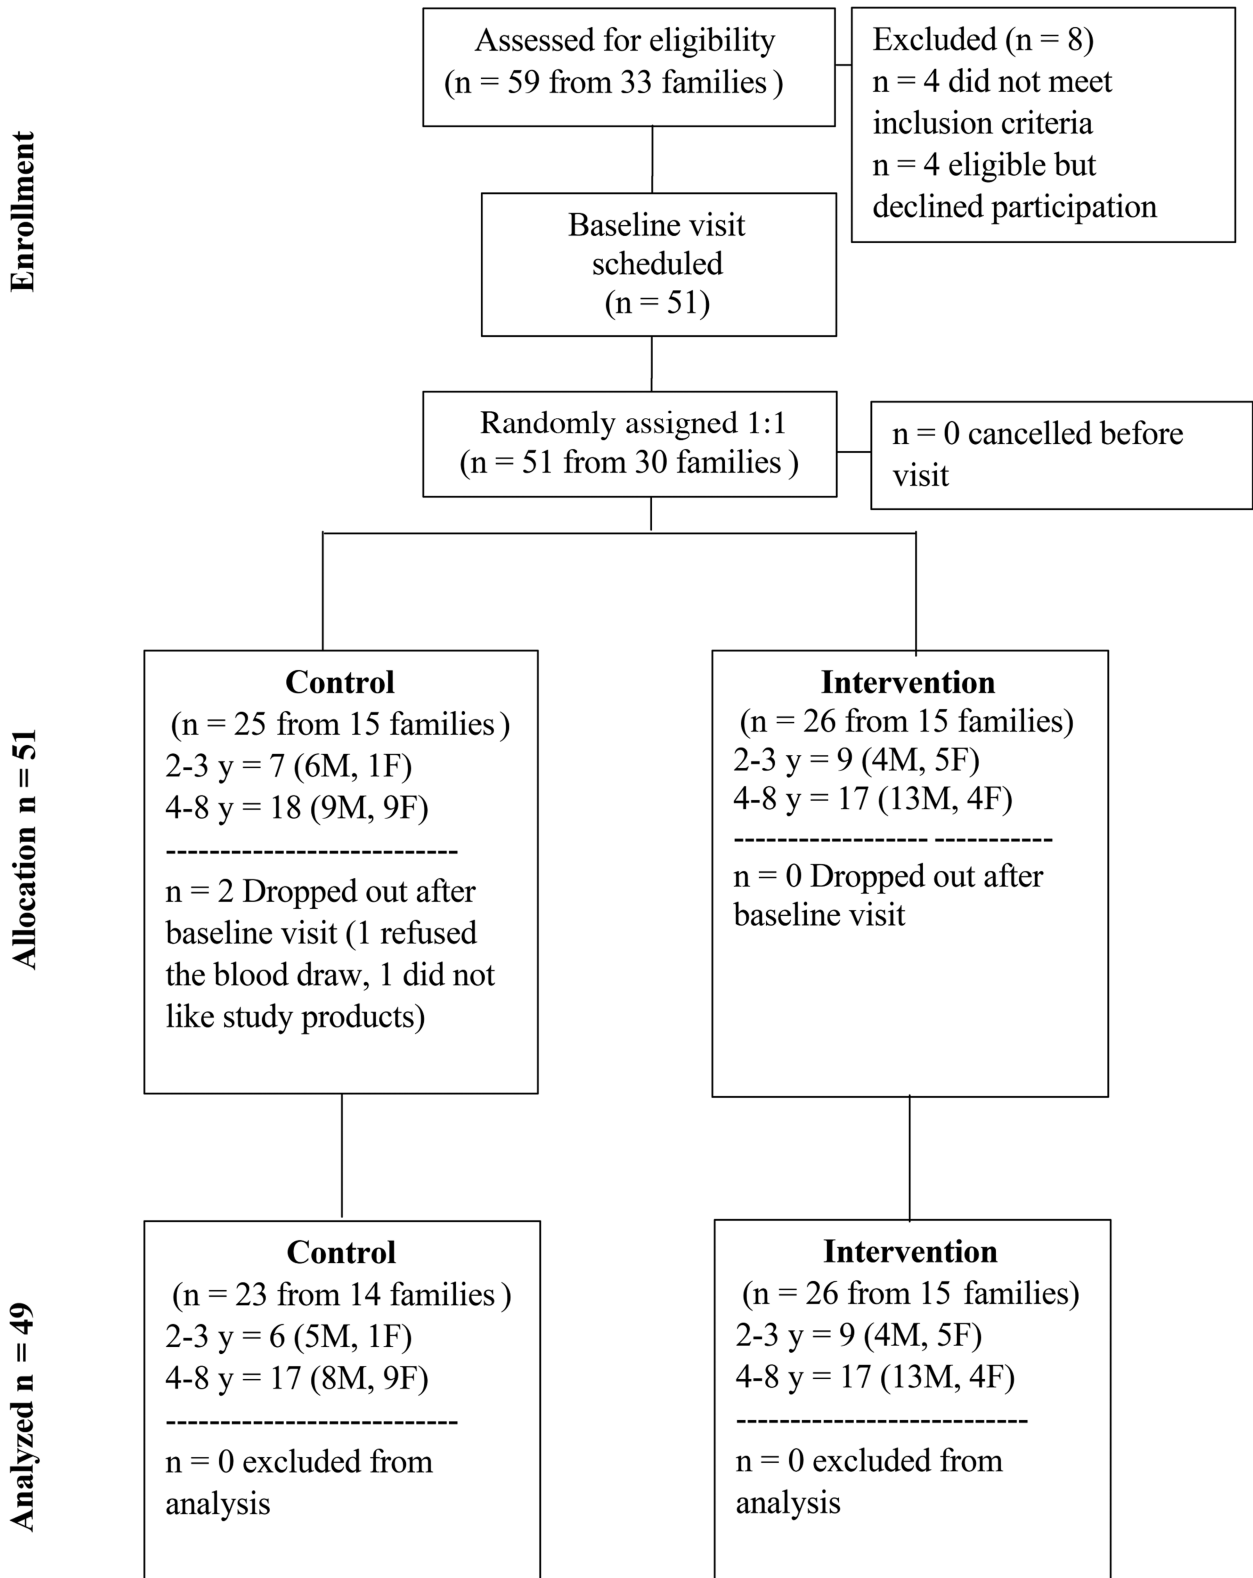 Enrollment
Assessed for eligibility
(n = 59 from 33 families )
Excluded (n = 8)
n = 4 did not meet
inclusion criteria
n = 4 eligible but
declined participation
Baseline visit
scheduled
(n = 51)
Randomly assigned 1:1
(n = 51 from 30 families )
n = 0 cancelled before
visit
Allocation n = 51
Control
(n = 25 from 15 families )
2-3 y = 7 (6M, 1F)
4-8 y = 18 (9M, 9F)
---------------------------
n = 2 Dropped out after
baseline visit (1 refused
the blood draw, 1 did not
like study products)
Intervention
(n = 26 from 15 families)
2-3 y = 9 (4M, 5F)
4-8 y = 17 (13M, 4F)
------------------ -----------
n = 0 Dropped out after
baseline visit
Analyzed n = 49
Control
(n = 23 from 14 families )
2-3 y = 6 (5M, 1F)
4-8 y = 17 (8M, 9F)
---------------------------
n = 0 excluded from
analysis
Intervention
(n = 26 from 15 families)
2-3 y = 9 (4M, 5F)
4-8 y = 17 (13M, 4F)
---------------------------
n = 0 excluded from
analysis